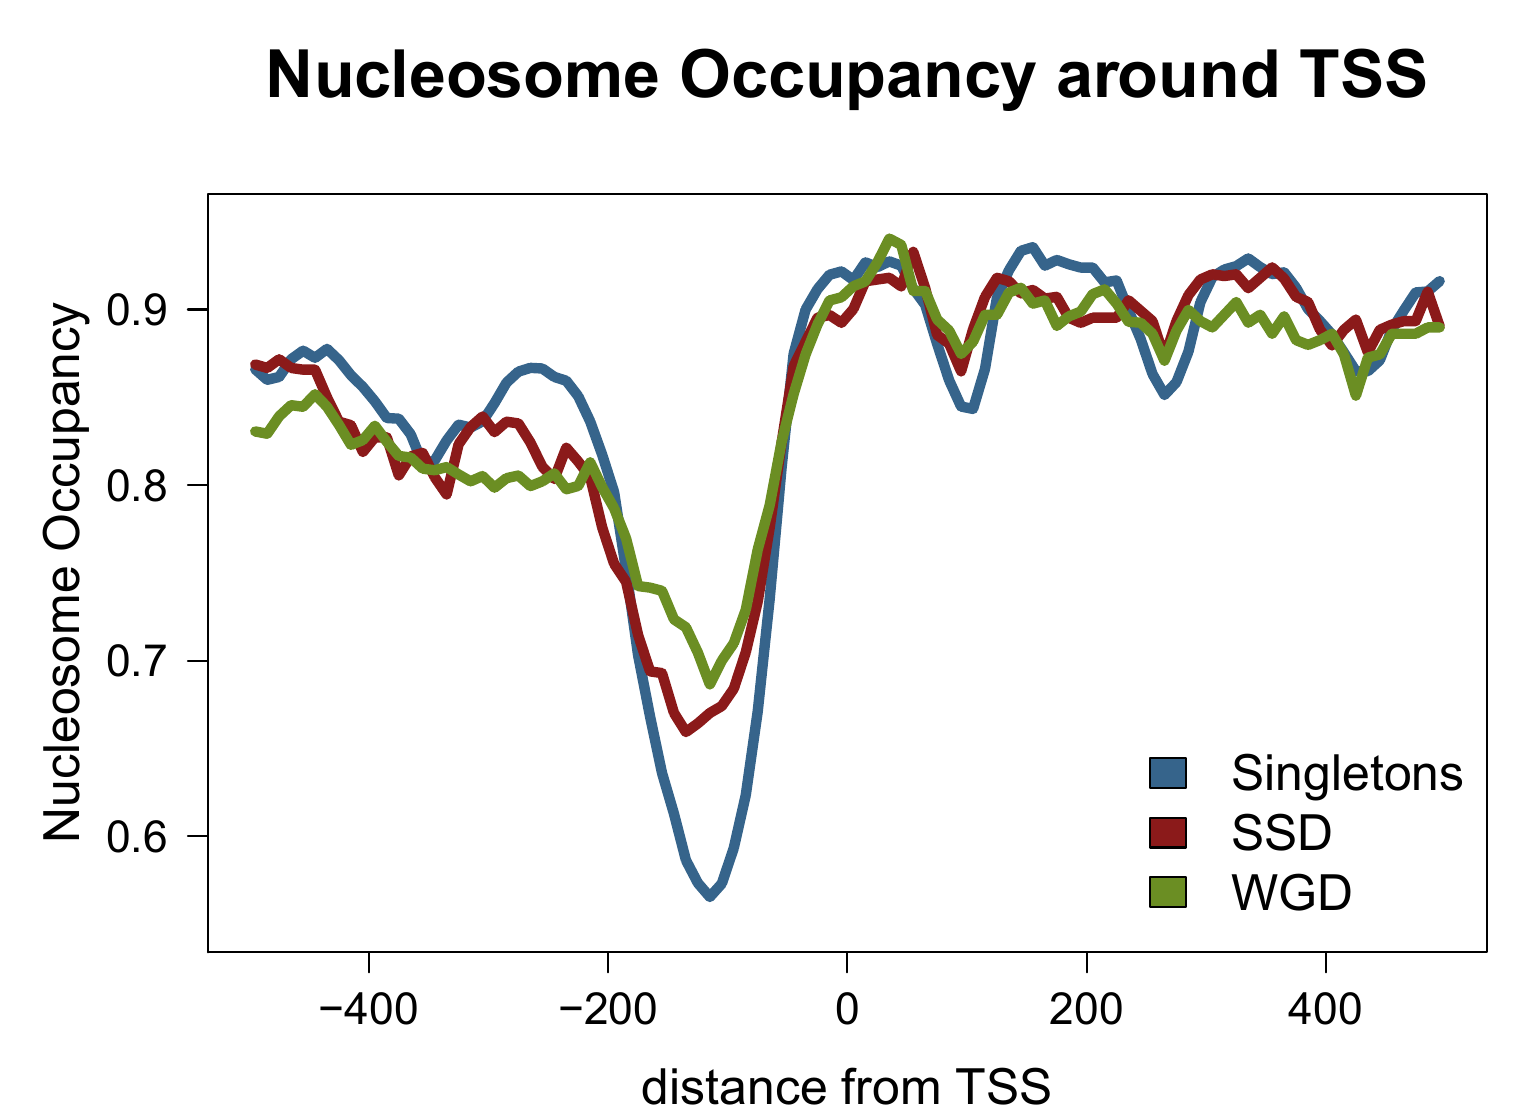 Nucleosome Occupancy around TSS
Nucleosome Occupancy
0.9
0.8
0.7
0.6
Singletons
SSD
WGD
−400 −200 0 200 400
distance from TSS